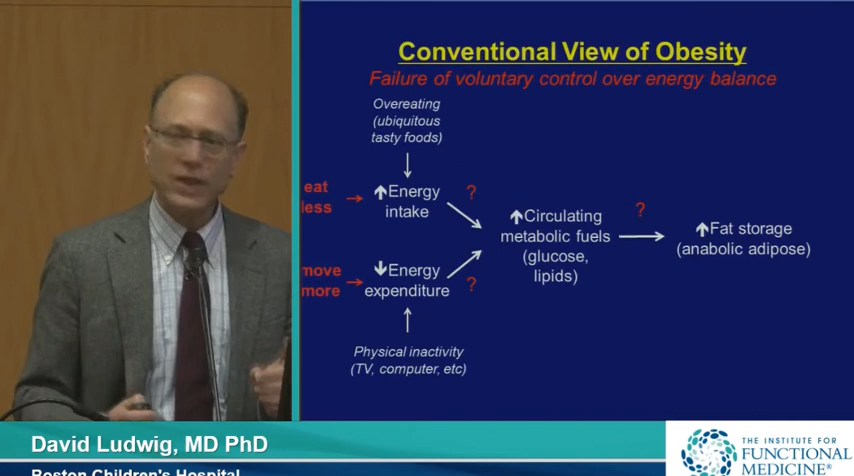 Conventional View of Obesity
Failure of voluntary control over energy balance
Overeating
(ubiquitous
tasty foods)
eat
less
↑Energy
intake
?
↑Circulating
metabolic fuels
(glucose,
lipids)
?
↑Fat storage
(anabolic adipose)
move
more
↓Energy
expenditure
?
Physical inactivity
(TV, computer, etc)
David Ludwig, MD PhD
Boston Children's Hospital
THE INSTITUTE FOR
FUNCTIONAL
MEDICINE®